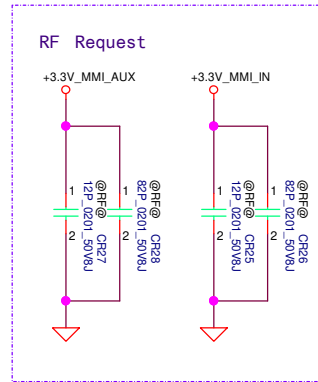 RF Request
+3.3V_MMI_AUX
+3.3V_MMI_IN
1
2
@RF@ CR27
12P_0201_50V8J
1
2
@RF@ CR28
82P_0201_50V8J
1
2
@RF@ CR25
12P_0201_50V8J
1
2
@RF@ CR26
82P_0201_50V8J